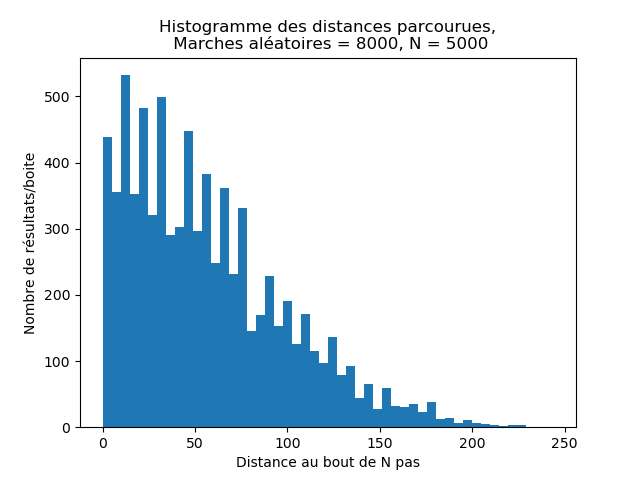 Histogramme des distances parcourues,
Marches aléatoires = 8000, N = 5000
500
400
300
200
100
0
Nombre de résultats/boite
0 50 100 150 200 250
Distance au bout de N pas